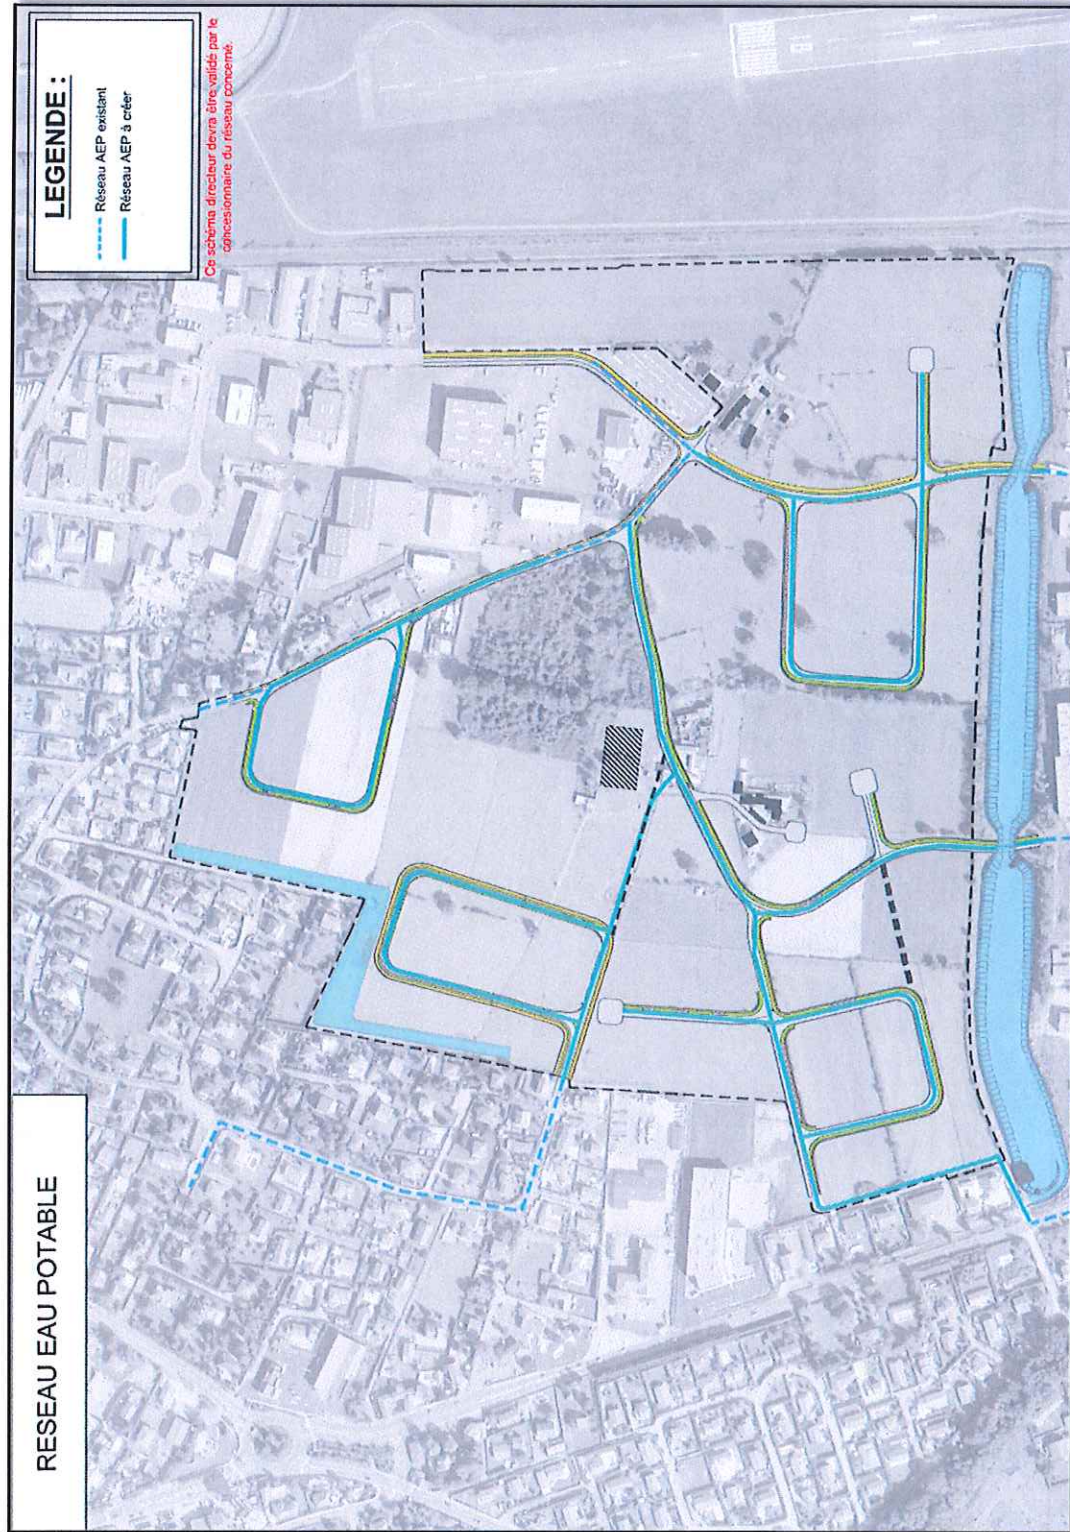 RESEAU EAU POTABLE
LEGENDE :
Réseau AEP existant
Réseau AEP à créer
Ce schéma directeur devra être validé par le
concesionnaire du réseau concerné.